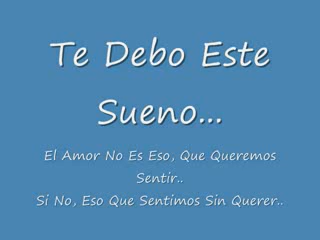 Te Debo Este
Sueno...
El Amor No Es Eso, Que Queremos
Sentir..
Si No, Eso Que Sentimos Sin Querer..